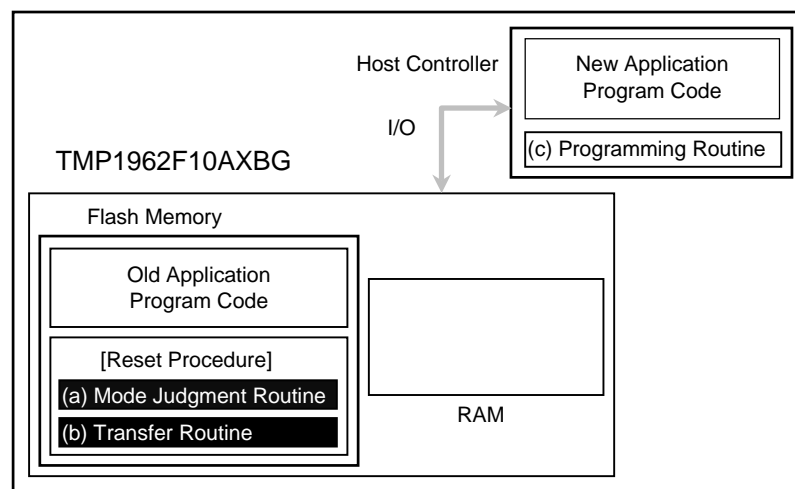 Host Controller
New Application
Program Code
I/O
(c) Programming Routine
TMP1962F10AXBG
Flash Memory
Old Application
Program Code
[Reset Procedure]
(a) Mode Judgment Routine
(b) Transfer Routine
RAM